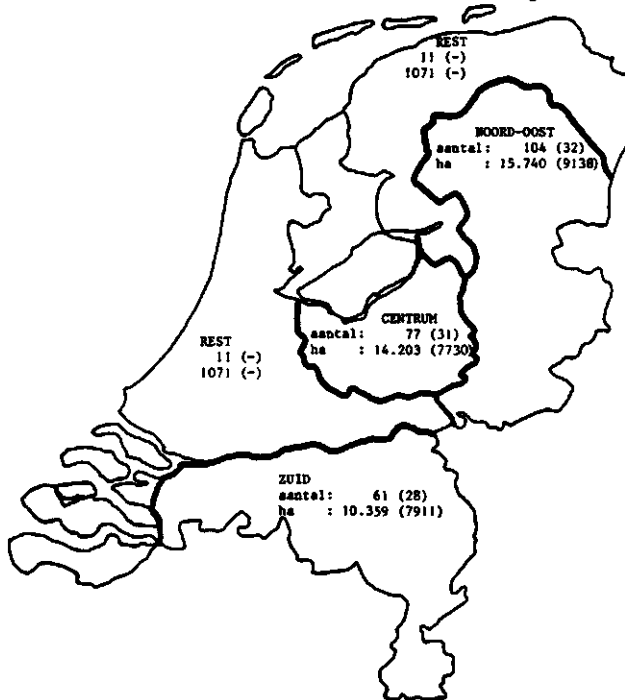 REST
11 (-)
1071 (-)
NOORD-OOST
aantal: 104 (32)
ha : 15.740 (9138)
CENTRUM
aantal: 77 (31)
ha : 14.203 (7730)
REST
11 (-)
1071 (-)
ZUID
aantal: 61 (28)
ha : 10.359 (7911)